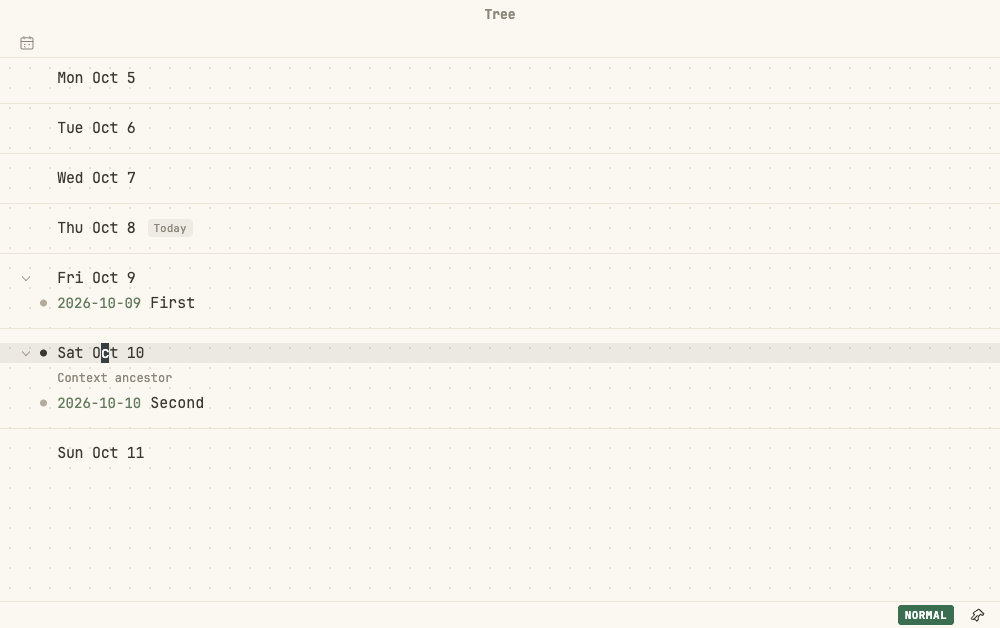 Tree
Mon Oct 5
Tue Oct 6
Wed Oct 7
Thu Oct 8 Today
Fri Oct 9
2026-10-09 First
Sat Oct 10
Context ancestor
2026-10-10 Second
Sun Oct 11
NORMAL